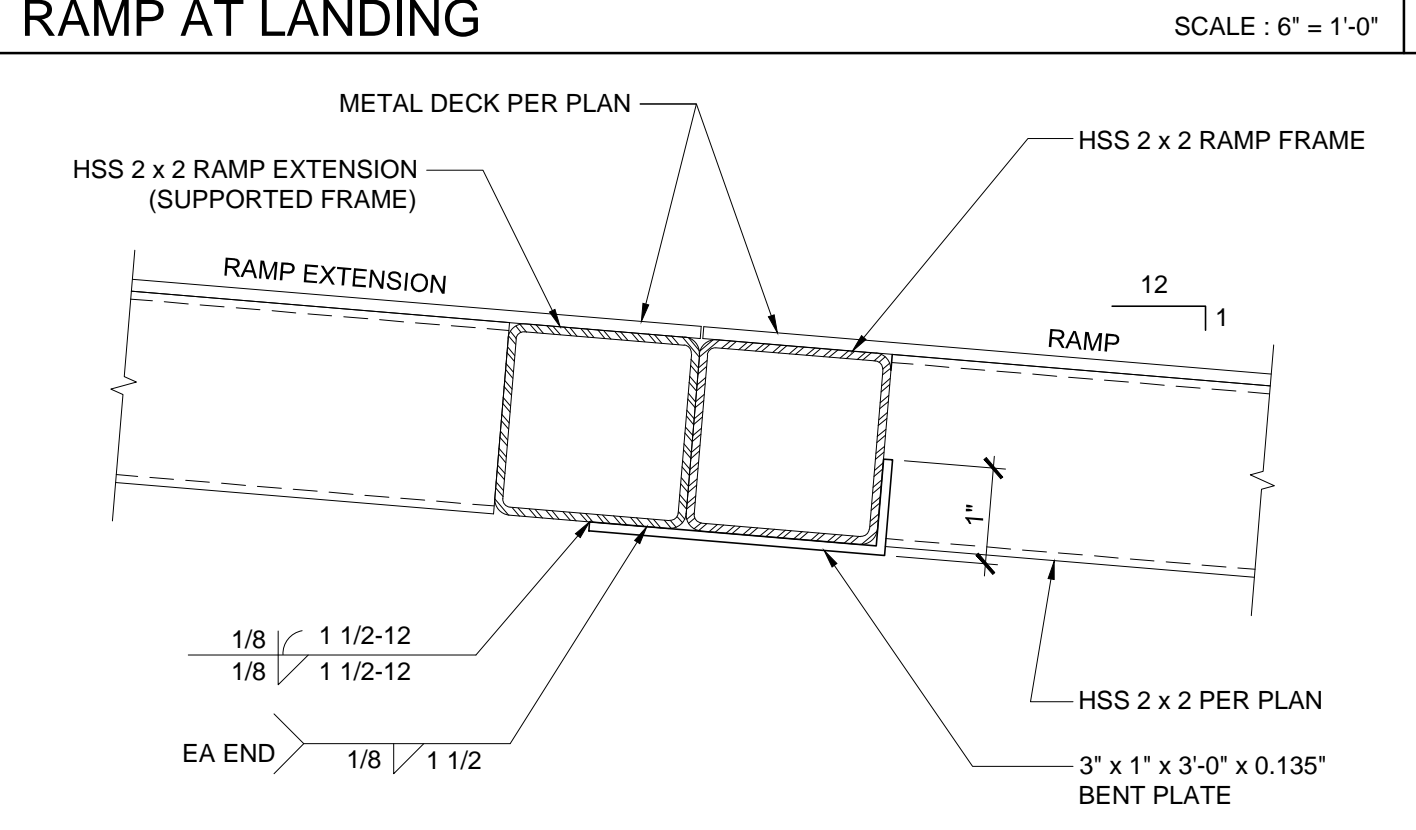 RAMP AT LANDING
SCALE : 6" = 1'-0"
METAL DECK PER PLAN
HSS 2 x 2 RAMP FRAME
HSS 2 x 2 RAMP EXTENSION
(SUPPORTED FRAME)
RAMP EXTENSION
12
1
RAMP
1"
1/8 1 1/2-12
1/8 1 1/2-12
HSS 2 x 2 PER PLAN
EA END 1/8 1 1/2
3" x 1" x 3'-0" x 0.135"
BENT PLATE